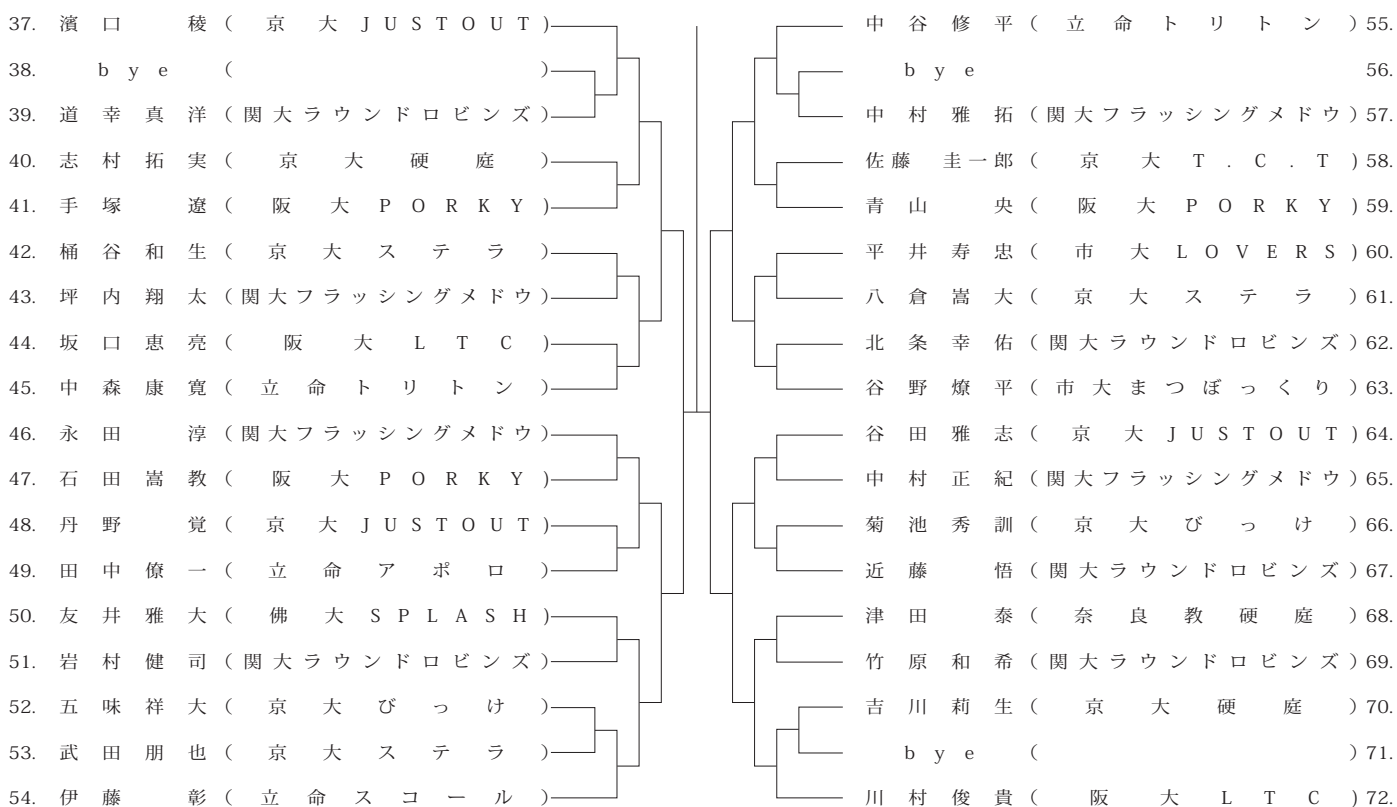 37. 濱口 稜(京大JUSTOUT)
38. bye ( )
39. 道幸真洋(関大ラウンドロビンズ)
40. 志村拓実(京大硬庭)
41. 手塚 遼(阪大PORKY)
42. 桶谷和生(京大ステラ)
43. 坪内翔太(関大フラッシングメドウ)
44. 坂口恵亮(阪大LTC)
45. 中森康寛(立命トリトン)
46. 永田 淳(関大フラッシングメドウ)
47. 石田嵩教(阪大PORKY)
48. 丹野 覚(京大JUSTOUT)
49. 田中僚一(立命アポロ)
50. 友井雅大(佛大SPLASH)
51. 岩村健司(関大ラウンドロビンズ)
52. 五味祥大(京大びっけ)
53. 武田朋也(京大ステラ)
54. 伊藤 彰(立命スコール)
中谷修平(立命トリトン)55.
bye 56.
中村雅拓(関大フラッシングメドウ)57.
佐藤 圭一郎(京大T.C.T)58.
青山 央(阪大PORKY)59.
平井寿忠(市大LOVERS)60.
八倉嵩大(京大ステラ)61.
北条幸佑(関大ラウンドロビンズ)62.
谷野燎平(市大まつぼっくり)63.
谷田雅志(京大JUSTOUT)64.
中村正紀(関大フラッシングメドウ)65.
菊池秀訓(京大びっけ)66.
近藤 悟(関大ラウンドロビンズ)67.
津田 泰(奈良教硬庭)68.
竹原和希(関大ラウンドロビンズ)69.
吉川莉生(京大硬庭)70.
bye ( )71.
川村俊貴(阪大LTC)72.